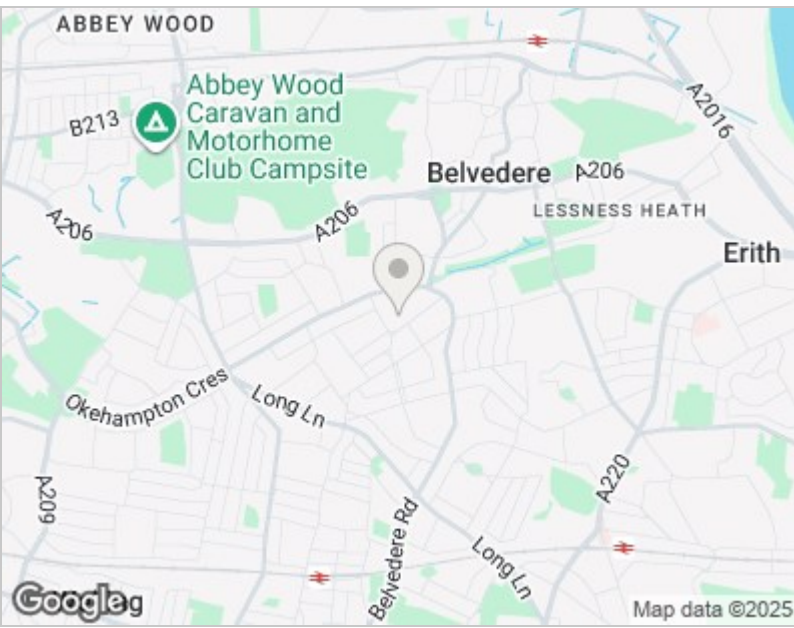 ABBEY WOOD
Abbey Wood
Caravan and
Motorhome
Club Campsite
B213
A2016
Belvedere
A206
A206
A206
LESSNESS HEATH
Erith
Okehampton Cres
Long Ln
A209
A220
Belvedere Rd
Long Ln
Google
Map data ©2025